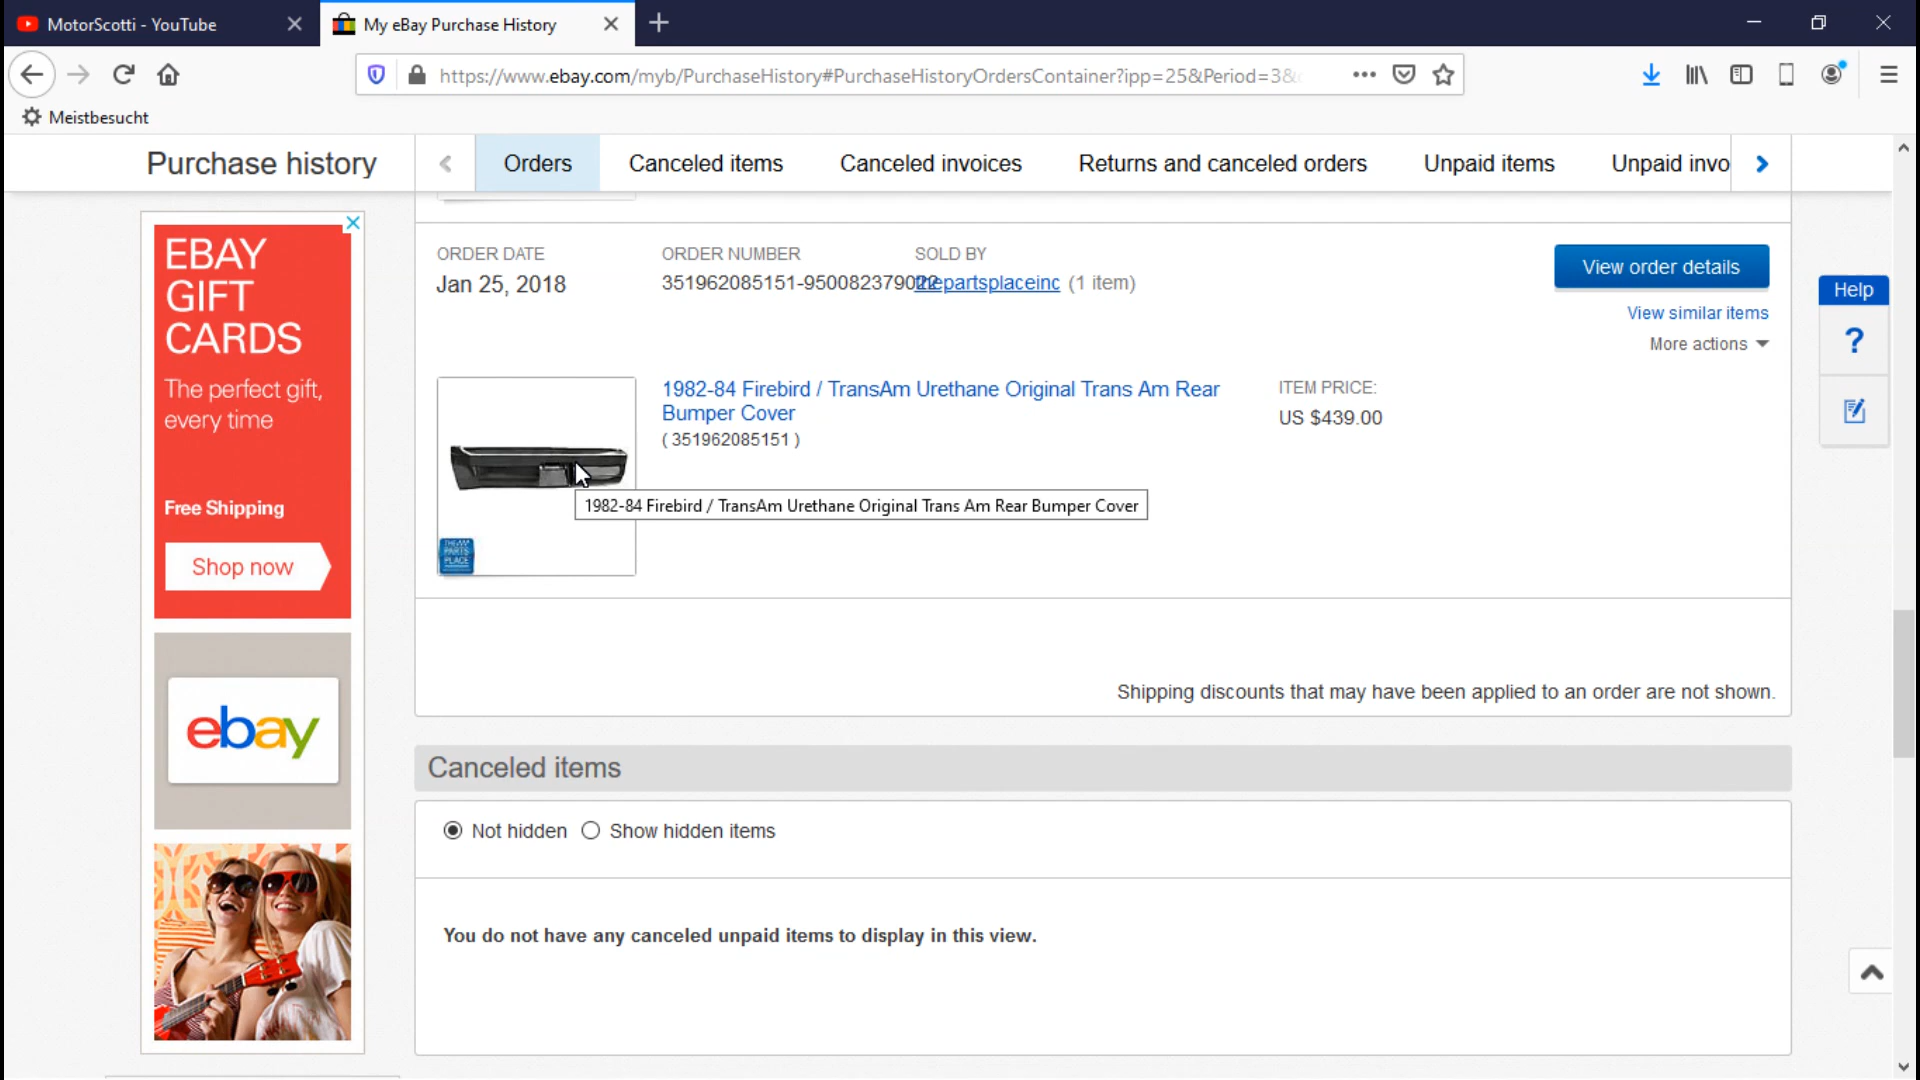 MotorScotti - YouTube
My eBay Purchase History
https://www.ebay.com/myb/PurchaseHistory#PurchaseHistoryOrdersContainer?ipp=25&Period=3&
Meistbesucht
Purchase history
Orders
Canceled items
Canceled invoices
Returns and canceled orders
Unpaid items
Unpaid invo
EBAY
GIFT
CARDS
The perfect gift,
every time
Free Shipping
Shop now
ebay
ORDER DATE
Jan 25, 2018
ORDER NUMBER
351962085151-950082379022
SOLD BY
thepartsplaceinc (1 item)
View order details
View similar items
More actions
THE
PARTS
PLACE
1982-84 Firebird / TransAm Urethane Original Trans Am Rear
Bumper Cover
( 351962085151 )
ITEM PRICE:
US $439.00
1982-84 Firebird / TransAm Urethane Original Trans Am Rear Bumper Cover
Shipping discounts that may have been applied to an order are not shown.
Canceled items
Not hidden
Show hidden items
You do not have any canceled unpaid items to display in this view.
Help
?